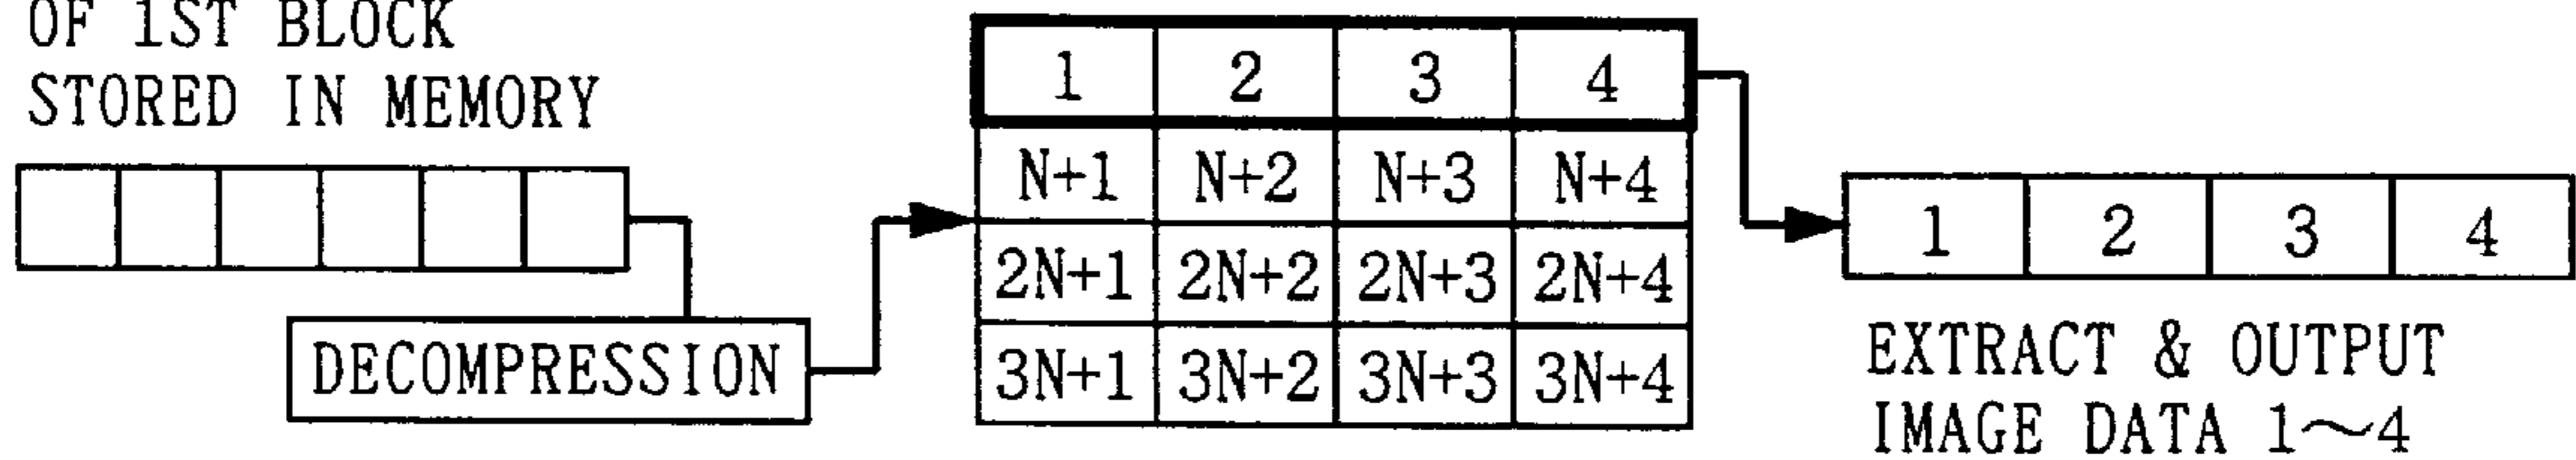 OF 1ST BLOCK
STORED IN MEMORY
DECOMPRESSION
1 2 3 4
N+1 N+2 N+3 N+4
2N+1 2N+2 2N+3 2N+4
3N+1 3N+2 3N+3 3N+4
1 2 3 4
EXTRACT & OUTPUT
IMAGE DATA 1〜4